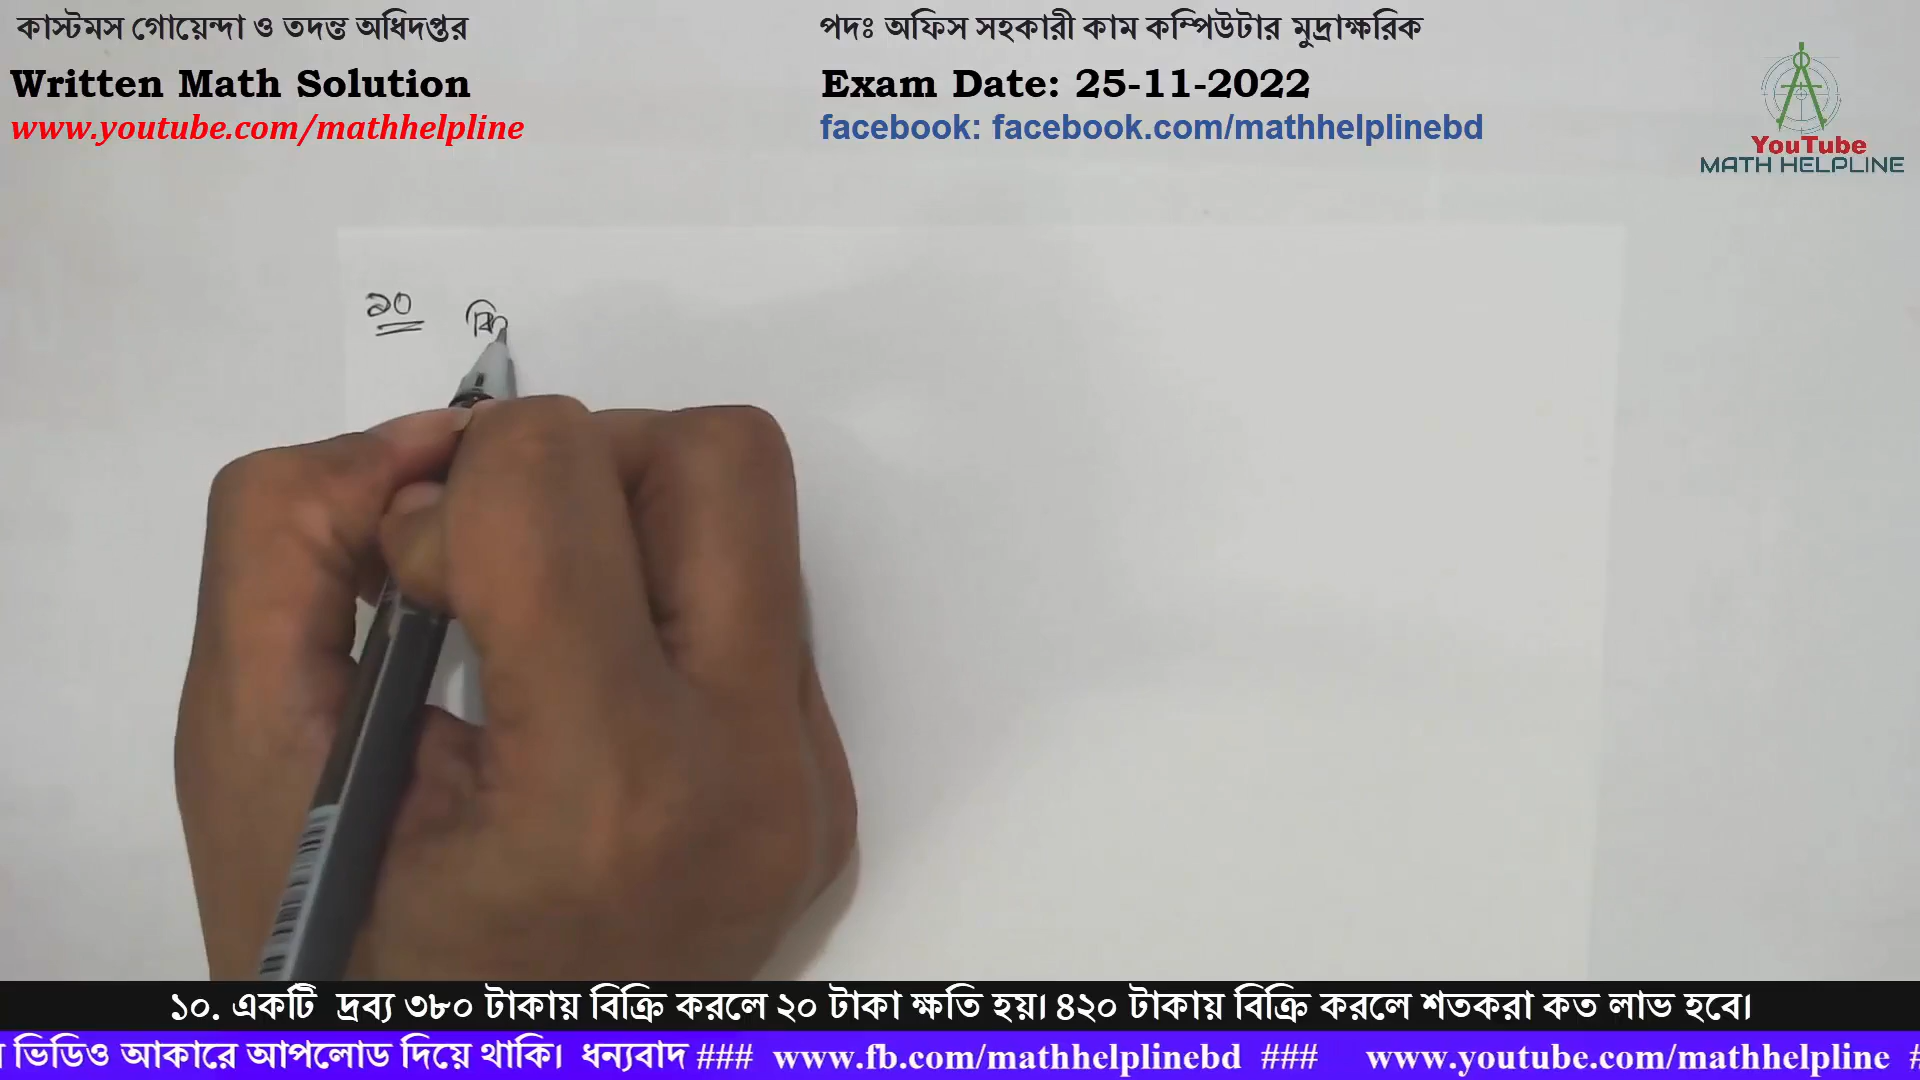 কাস্টমস গোয়েন্দা ও তদন্ত অধিদপ্তর
পদঃ অফিস সহকারী কাম কম্পিউটার মুদ্রাক্ষরিক
Written Math Solution
Exam Date: 25-11-2022
www.youtube.com/mathhelpline
facebook: facebook.com/mathhelplinebd
YouTube
MATH HELPLINE
১০
১০. একটি দ্রব্য ৩৮০ টাকায় বিক্রি করলে ২০ টাকা ক্ষতি হয়। ৪২০ টাকায় বিক্রি করলে শতকরা কত লাভ হবে।
ভিডিও আকারে আপলোড দিয়ে থাকি। ধন্যবাদ ### www.fb.com/mathhelplinebd ### www.youtube.com/mathhelpline